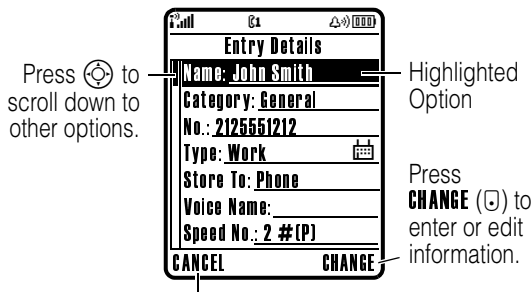 1
Entry Details
Press to
scroll down to
other options.
Name: John Smith
Category: General
No.: 2125551212
Type: Work
Store To: Phone
Voice Name:
Speed No.: 2 #(P)
CANCEL
CHANGE
Highlighted
Option
Press
CHANGE ( ) to
enter or edit
information.